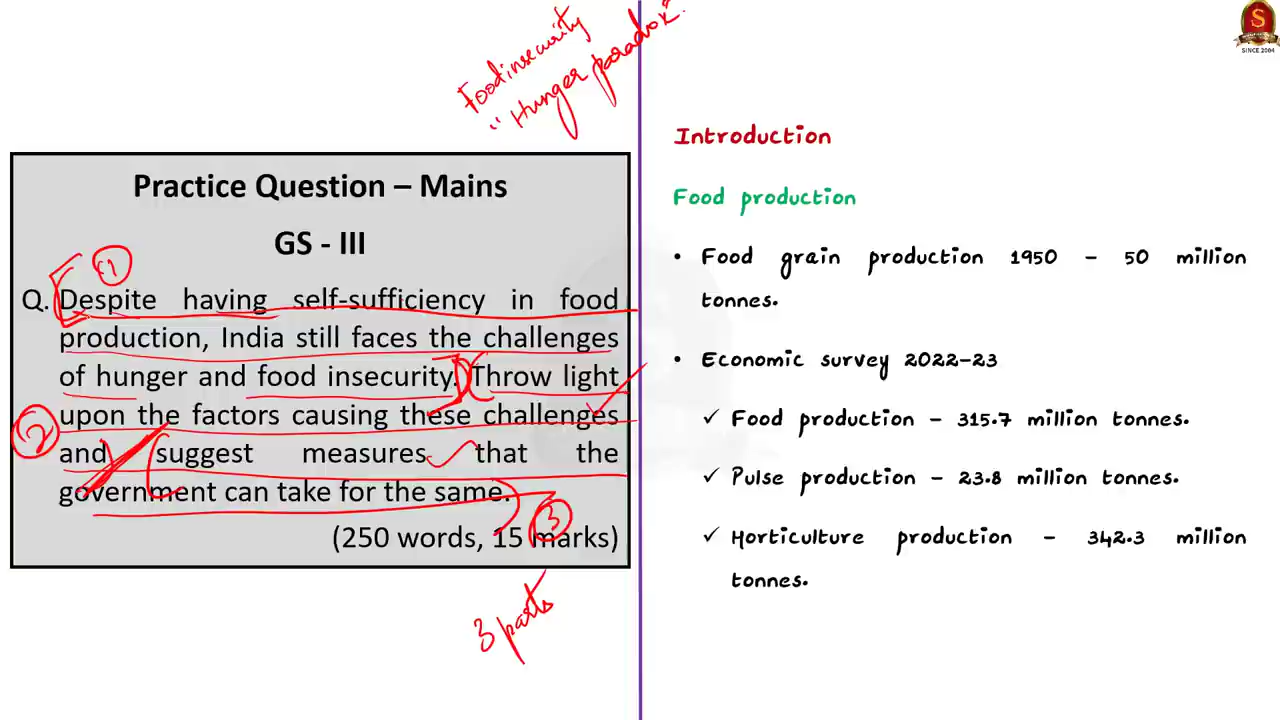 Food insecurity
"Hunger paradox"
SINCE 2004
Practice Question – Mains
GS - III
1
Q. Despite having self-sufficiency in food
production, India still faces the challenges
of hunger and food insecurity. Throw light
upon the factors causing these challenges
2
and suggest measures that the
government can take for the same.
3
(250 words, 15 marks)
3 parts
Introduction
Food production
• Food grain production 1950 – 50 million
tonnes.
• Economic survey 2022-23
✓ Food production – 315.7 million tonnes.
✓ Pulse production – 23.8 million tonnes.
✓ Horticulture production – 342.3 million
tonnes.